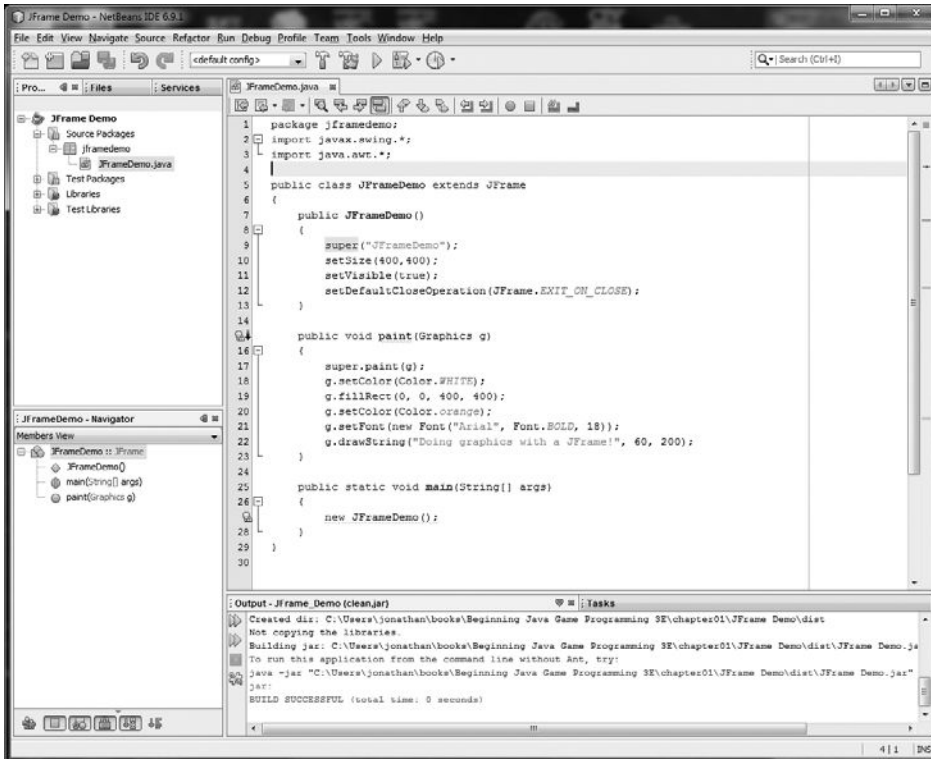 JFrame Demo - NetBeans IDE 6.9.1
File Edit View Navigate Source Refactor Run Debug Profile Team Tools Window Help
<default config>
Search (Ctrl+I)
Pro... Files Services
JFrame Demo
Source Packages
jframedemo
JFrameDemo.java
Test Packages
Libraries
Test Libraries
JFrameDemo - Navigator
Members View
JFrameDemo :: JFrame
JFrameDemo()
main(String[] args)
paint(Graphics g)
JFrameDemo.java
1 package jframedemo;
2 import javax.swing.*;
3 import java.awt.*;
4
5 public class JFrameDemo extends JFrame
6 {
7 public JFrameDemo()
8 {
9 super("JFrameDemo");
10 setSize(400,400);
11 setVisible(true);
12 setDefaultCloseOperation(JFrame.EXIT_ON_CLOSE);
13 }
14
public void paint(Graphics g)
16 {
17 super.paint(g);
18 g.setColor(Color.WHITE);
19 g.fillRect(0, 0, 400, 400);
20 g.setColor(Color.orange);
21 g.setFont(new Font("Arial", Font.BOLD, 18));
22 g.drawString("Doing graphics with a JFrame!", 60, 200);
23 }
24
25 public static void main(String[] args)
26 {
new JFrameDemo();
28 }
29 }
30
Output - JFrame_Demo (clean,jar) Tasks
Created dir: C:\Users\jonathan\books\Beginning Java Game Programming 3E\chapter01\JFrame Demo\dist
Not copying the libraries.
Building jar: C:\Users\jonathan\books\Beginning Java Game Programming 3E\chapter01\JFrame Demo\dist\JFrame Demo.ja
To run this application from the command line without Ant, try:
java -jar "C:\Users\jonathan\books\Beginning Java Game Programming 3E\chapter01\JFrame Demo\dist\JFrame Demo.jar"
jar:
BUILD SUCCESSFUL (total time: 0 seconds)
4|1 INS